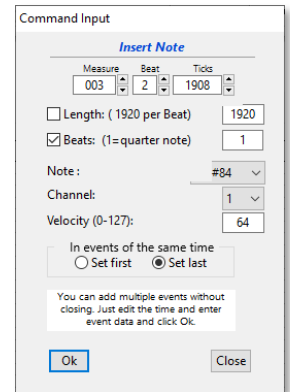 Command Input
Insert Note
Measure Beat Ticks
003 2 1908
Length: ( 1920 per Beat) 1920
Beats: (1=quarter note) 1
Note : #84
Channel: 1
Velocity (0-127): 64
In events of the same time
Set first Set last
You can add multiple events without
closing. Just edit the time and enter
event data and click Ok.
Ok Close